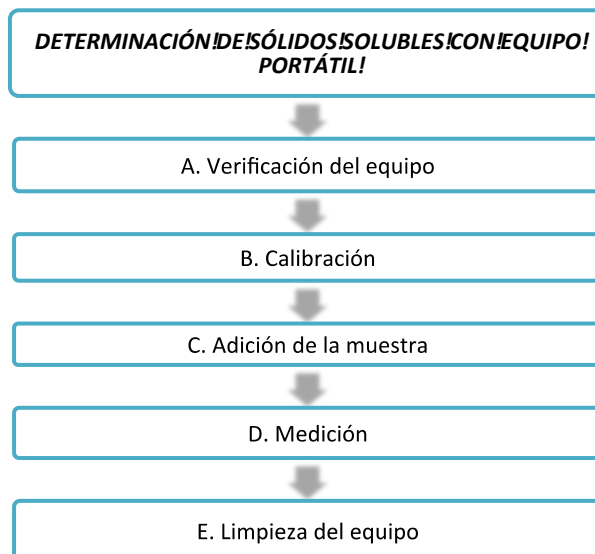 DETERMINACIÓN!DE!SÓLIDOS!SOLUBLES!CON!EQUIPO!
PORTÁTIL!
A. Verificación del equipo
B. Calibración
C. Adición de la muestra
D. Medición
E. Limpieza del equipo